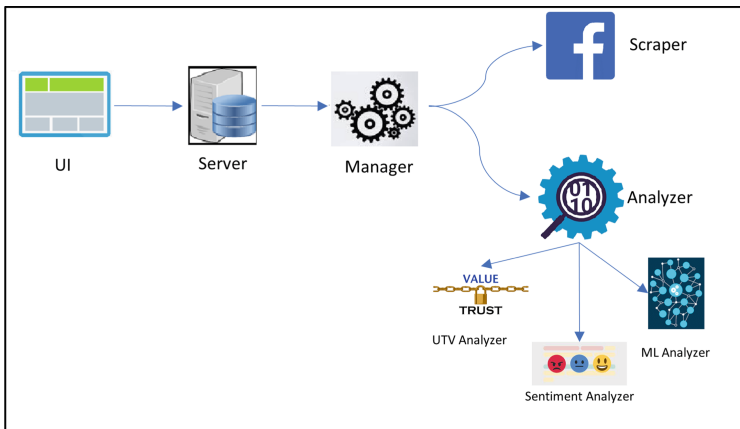 f
Scraper
UI
Server
Manager
01
10
Analyzer
VALUE
TRUST
UTV Analyzer
ML Analyzer
Sentiment Analyzer